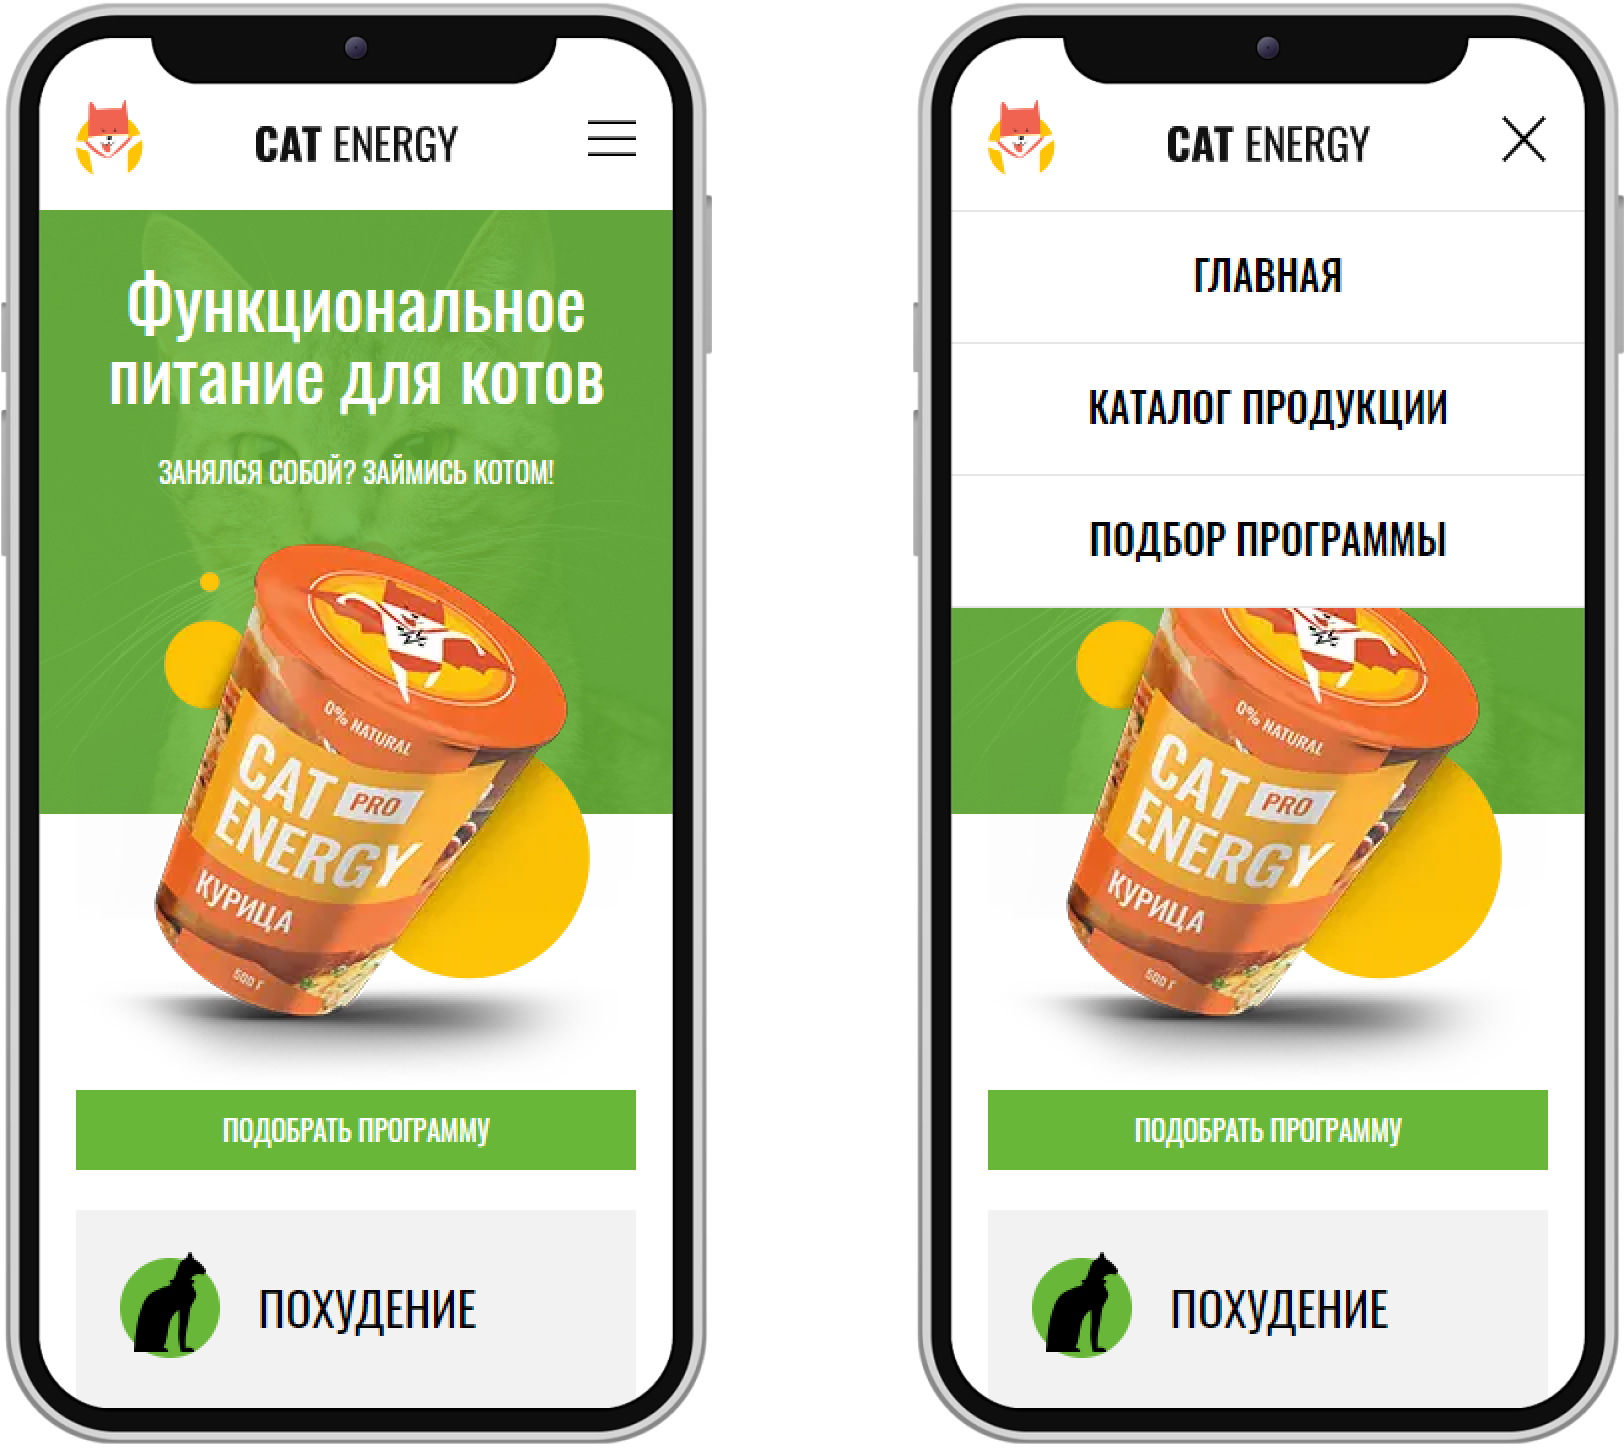 CAT ENERGY
Функциональное
питание для котов
ЗАНЯЛСЯ СОБОЙ? ЗАЙМИСЬ КОТОМ!
0% NATURAL
CAT PRO
ENERGY
КУРИЦА
500 Г
ПОДОБРАТЬ ПРОГРАММУ
ПОХУДЕНИЕ
CAT ENERGY
ГЛАВНАЯ
КАТАЛОГ ПРОДУКЦИИ
ПОДБОР ПРОГРАММЫ
0% NATURAL
CAT PRO
ENERGY
КУРИЦА
500 Г
ПОДОБРАТЬ ПРОГРАММУ
ПОХУДЕНИЕ